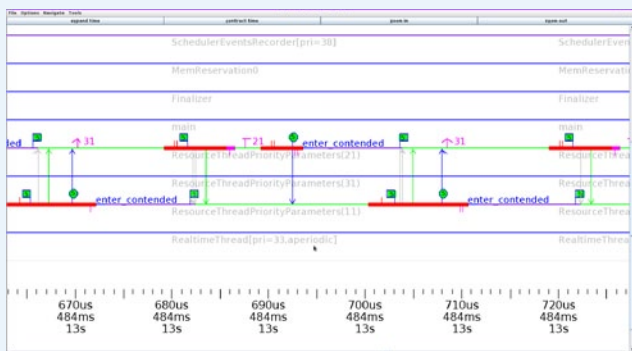 File Options Navigate Tools
expand time contract time zoom in zoom out
SchedulerEventsRecorder[pri=38] SchedulerEven
MemReservation0 MemReservatio
Finalizer Finalizer
main main
ded 31 21 enter_contended 31
ResourceThreadPriorityParameters(21) ResourceThrea
ResourceThreadPriorityParameters(31) ResourceThrea
enter_contended enter_contended
ResourceThreadPriorityParameters(11) ResourceThrea
RealtimeThread[pri=33,aperiodic] RealtimeThrea
670us 680us 690us 700us 710us 720us
484ms 484ms 484ms 484ms 484ms 484ms
13s 13s 13s 13s 13s 13s